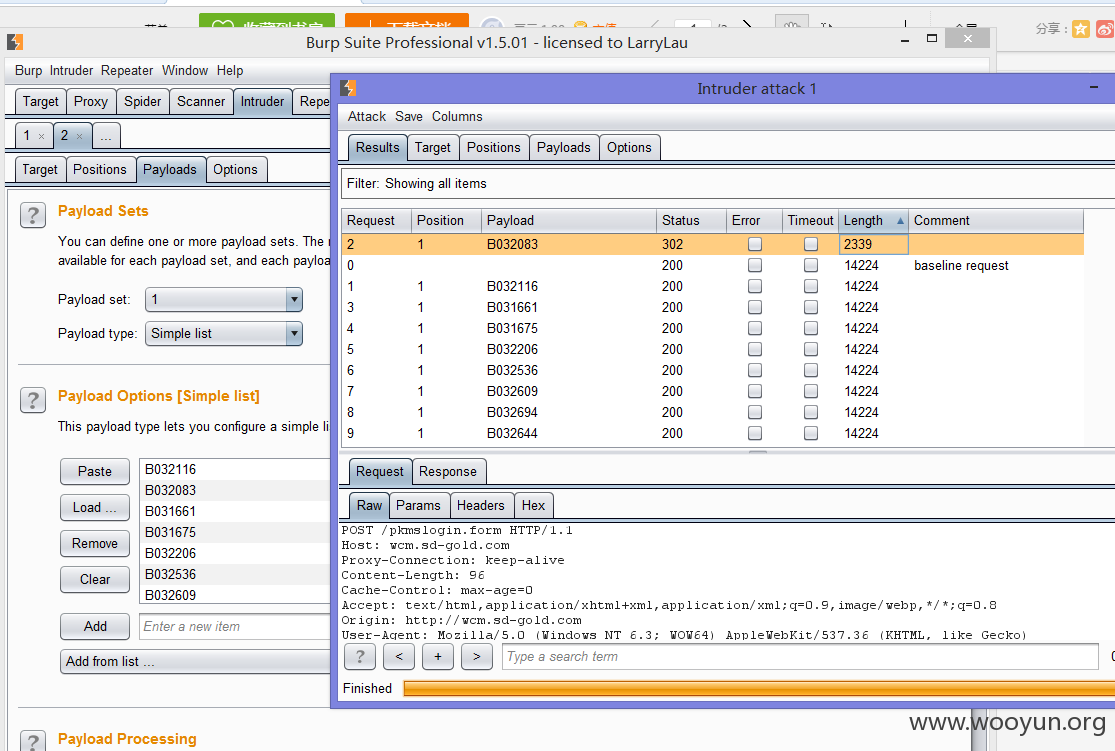 分享：
Burp Suite Professional v1.5.01 - licensed to LarryLau
Burp Intruder Repeater Window Help
Target Proxy Spider Scanner Intruder Repe
1 × 2 × ...
Target Positions Payloads Options
? Payload Sets
You can define one or more payload sets. The
available for each payload set, and each payloa
Payload set: 1
Payload type: Simple list
? Payload Options [Simple list]
This payload type lets you configure a simple li
Paste
Load ...
Remove
Clear
B032116
B032083
B031661
B031675
B032206
B032536
B032609
Add Enter a new item
Add from list ...
? Payload Processing
Intruder attack 1
Attack Save Columns
Results Target Positions Payloads Options
Filter: Showing all items
Request Position Payload Status Error Timeout Length Comment
2 1 B032083 302 2339
0 200 14224 baseline request
1 1 B032116 200 14224
3 1 B031661 200 14224
4 1 B031675 200 14224
5 1 B032206 200 14224
6 1 B032536 200 14224
7 1 B032609 200 14224
8 1 B032694 200 14224
9 1 B032644 200 14224
Request Response
Raw Params Headers Hex
POST /pkmslogin.form HTTP/1.1
Host: wcm.sd-gold.com
Proxy-Connection: keep-alive
Content-Length: 96
Cache-Control: max-age=0
Accept: text/html,application/xhtml+xml,application/xml;q=0.9,image/webp,*/*;q=0.8
Origin: http://wcm.sd-gold.com
User-Agent: Mozilla/5.0 (Windows NT 6.3; WOW64) AppleWebKit/537.36 (KHTML, like Gecko)
? < + > Type a search term
Finished
www.wooyun.org